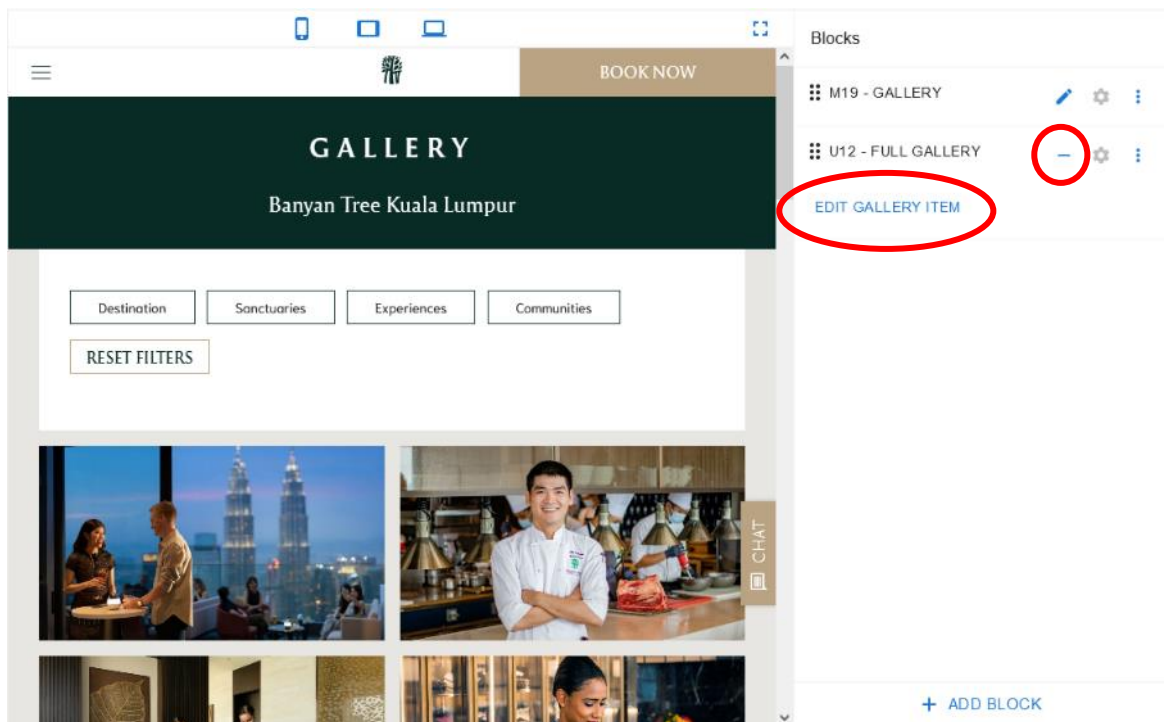 BOOK NOW
GALLERY
Banyan Tree Kuala Lumpur
Destination
Sanctuaries
Experiences
Communities
RESET FILTERS
CHAT
Blocks
M19 - GALLERY
U12 - FULL GALLERY
EDIT GALLERY ITEM
+ ADD BLOCK